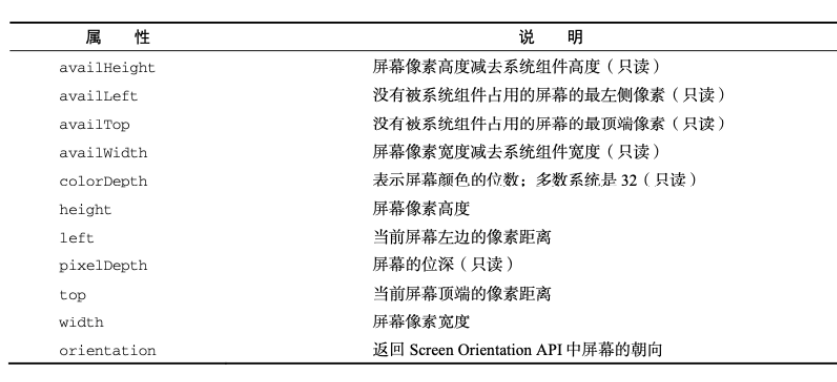 属 性 说 明
availHeight 屏幕像素高度减去系统组件高度（只读）
availLeft 没有被系统组件占用的屏幕的最左侧像素（只读）
availTop 没有被系统组件占用的屏幕的最顶端像素（只读）
availWidth 屏幕像素宽度减去系统组件宽度（只读）
colorDepth 表示屏幕颜色的位数；多数系统是 32（只读）
height 屏幕像素高度
left 当前屏幕左边的像素距离
pixelDepth 屏幕的位深（只读）
top 当前屏幕顶端的像素距离
width 屏幕像素宽度
orientation 返回 Screen Orientation API 中屏幕的朝向